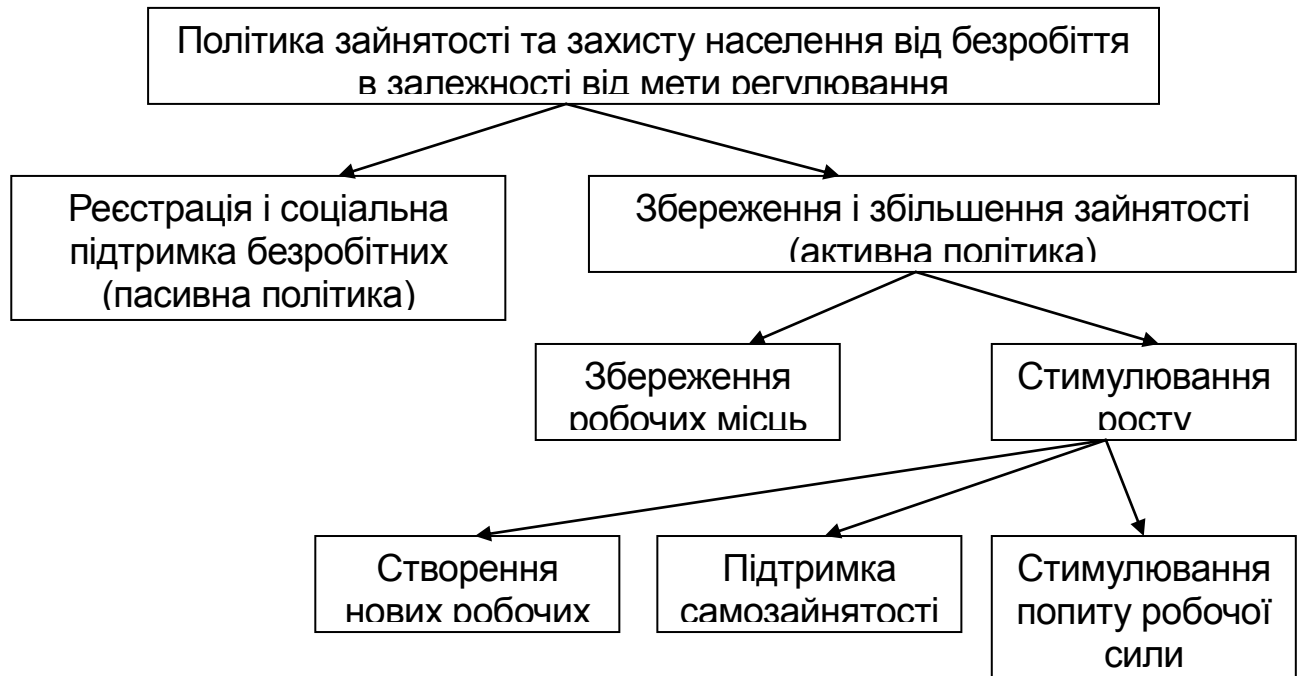 Політика зайнятості та захисту населення від безробіття
в залежності від мети регулювання
Реєстрація і соціальна
підтримка безробітних
(пасивна політика)
Збереження і збільшення зайнятості
(активна політика)
Збереження
робочих місць
Стимулювання
росту
Створення
нових робочих
Підтримка
самозайнятості
Стимулювання
попиту робочої
сили